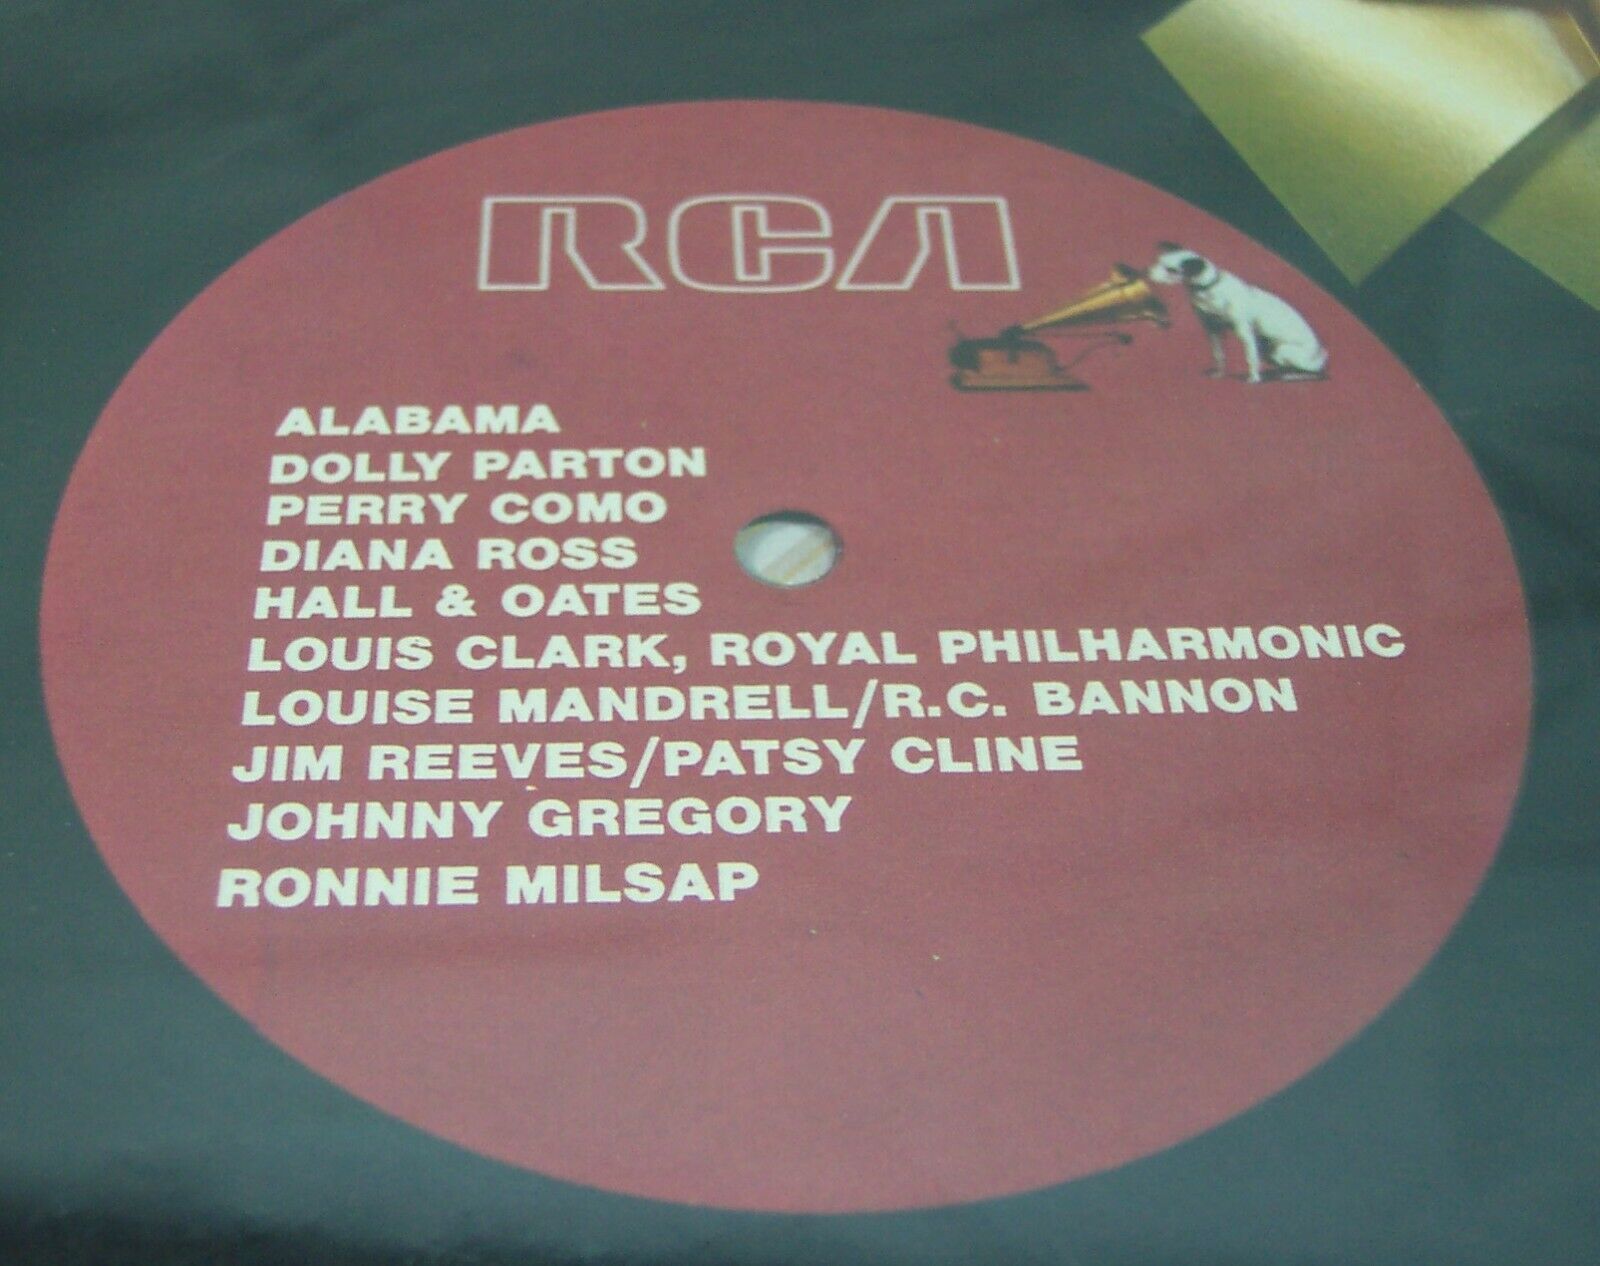 RCA
ALABAMA
DOLLY PARTON
PERRY COMO
DIANA ROSS
HALL & OATES
LOUIS CLARK, ROYAL PHILHARMONIC
LOUISE MANDRELL/R.C. BANNON
JIM REEVES/PATSY CLINE
JOHNNY GREGORY
RONNIE MILSAP